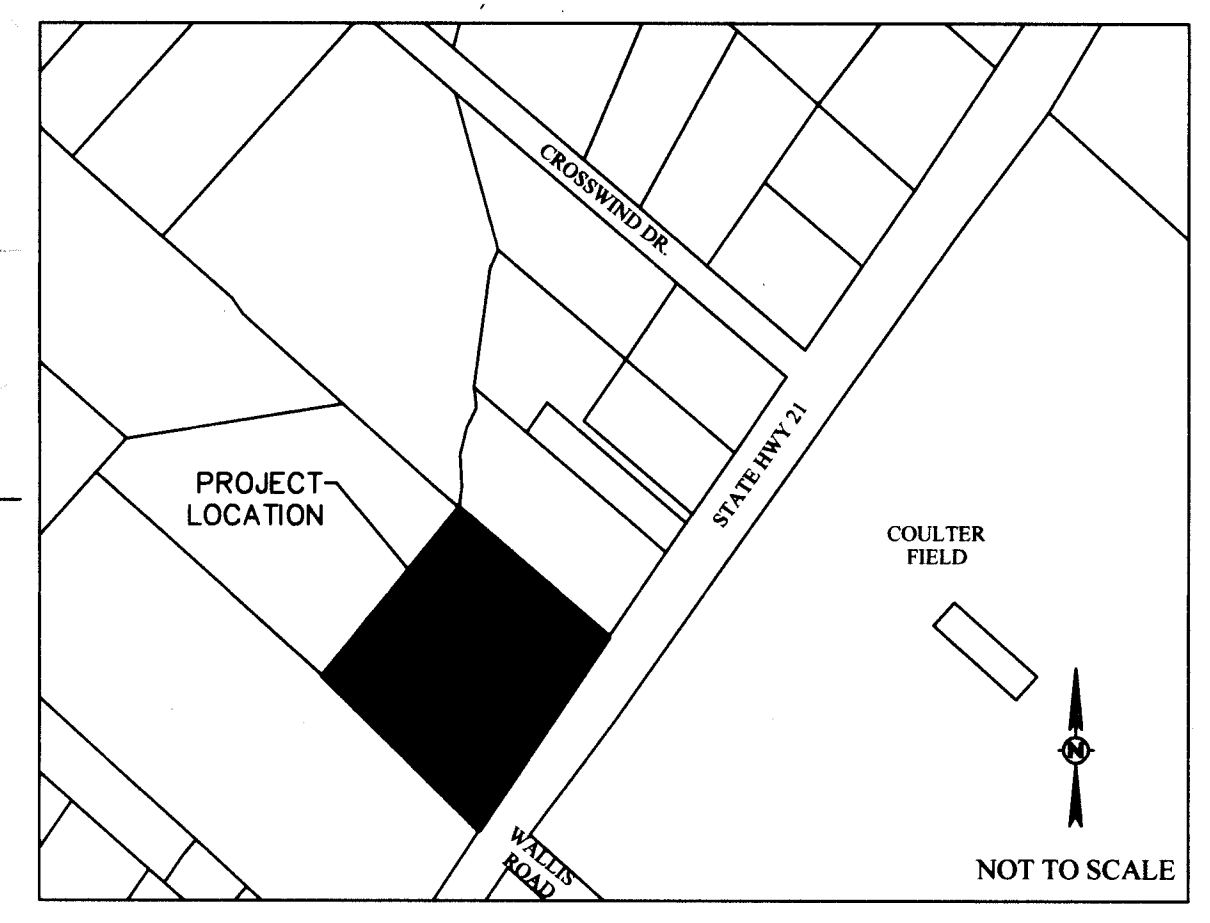 CROSSWIND DR.
STATE HWY 21
PROJECT
LOCATION
COULTER
FIELD
N
WALLIS
ROAD
NOT TO SCALE